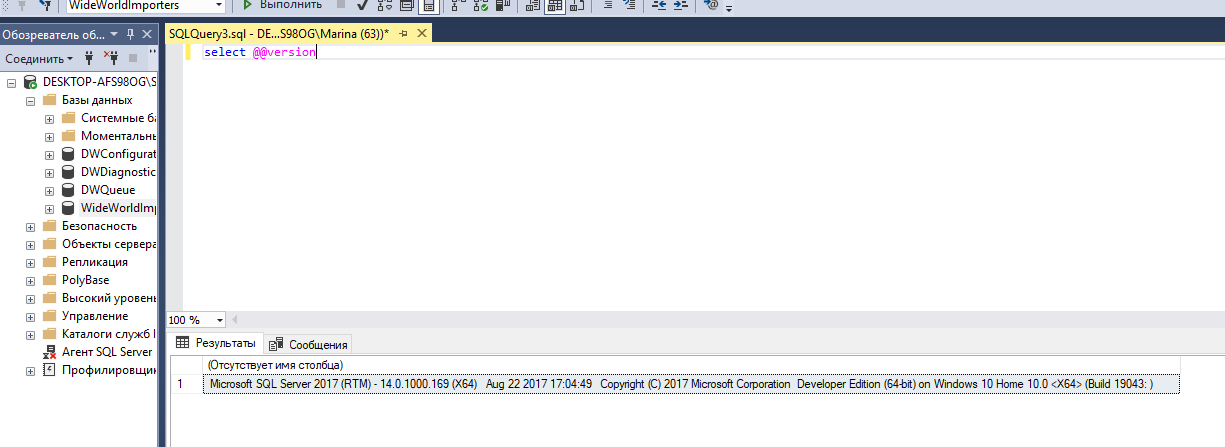 WideWorldImporters
Выполнить
Обозреватель об...
SQLQuery3.sql - DE...S98OG\Marina (63))*
Соединить
select @@version
DESKTOP-AFS98OG\S
Базы данных
Системные ба
Моментальны
DWConfigurat
DWDiagnostic
DWQueue
WideWorldImp
Безопасность
Объекты сервера
Репликация
PolyBase
Высокий уровень
Управление
Каталоги служб I
Агент SQL Server
Профилировщик
100 %
Результаты
Сообщения
(Отсутствует имя столбца)
1 Microsoft SQL Server 2017 (RTM) - 14.0.1000.169 (X64) Aug 22 2017 17:04:49 Copyright (C) 2017 Microsoft Corporation Developer Edition (64-bit) on Windows 10 Home 10.0 <X64> (Build 19043: )